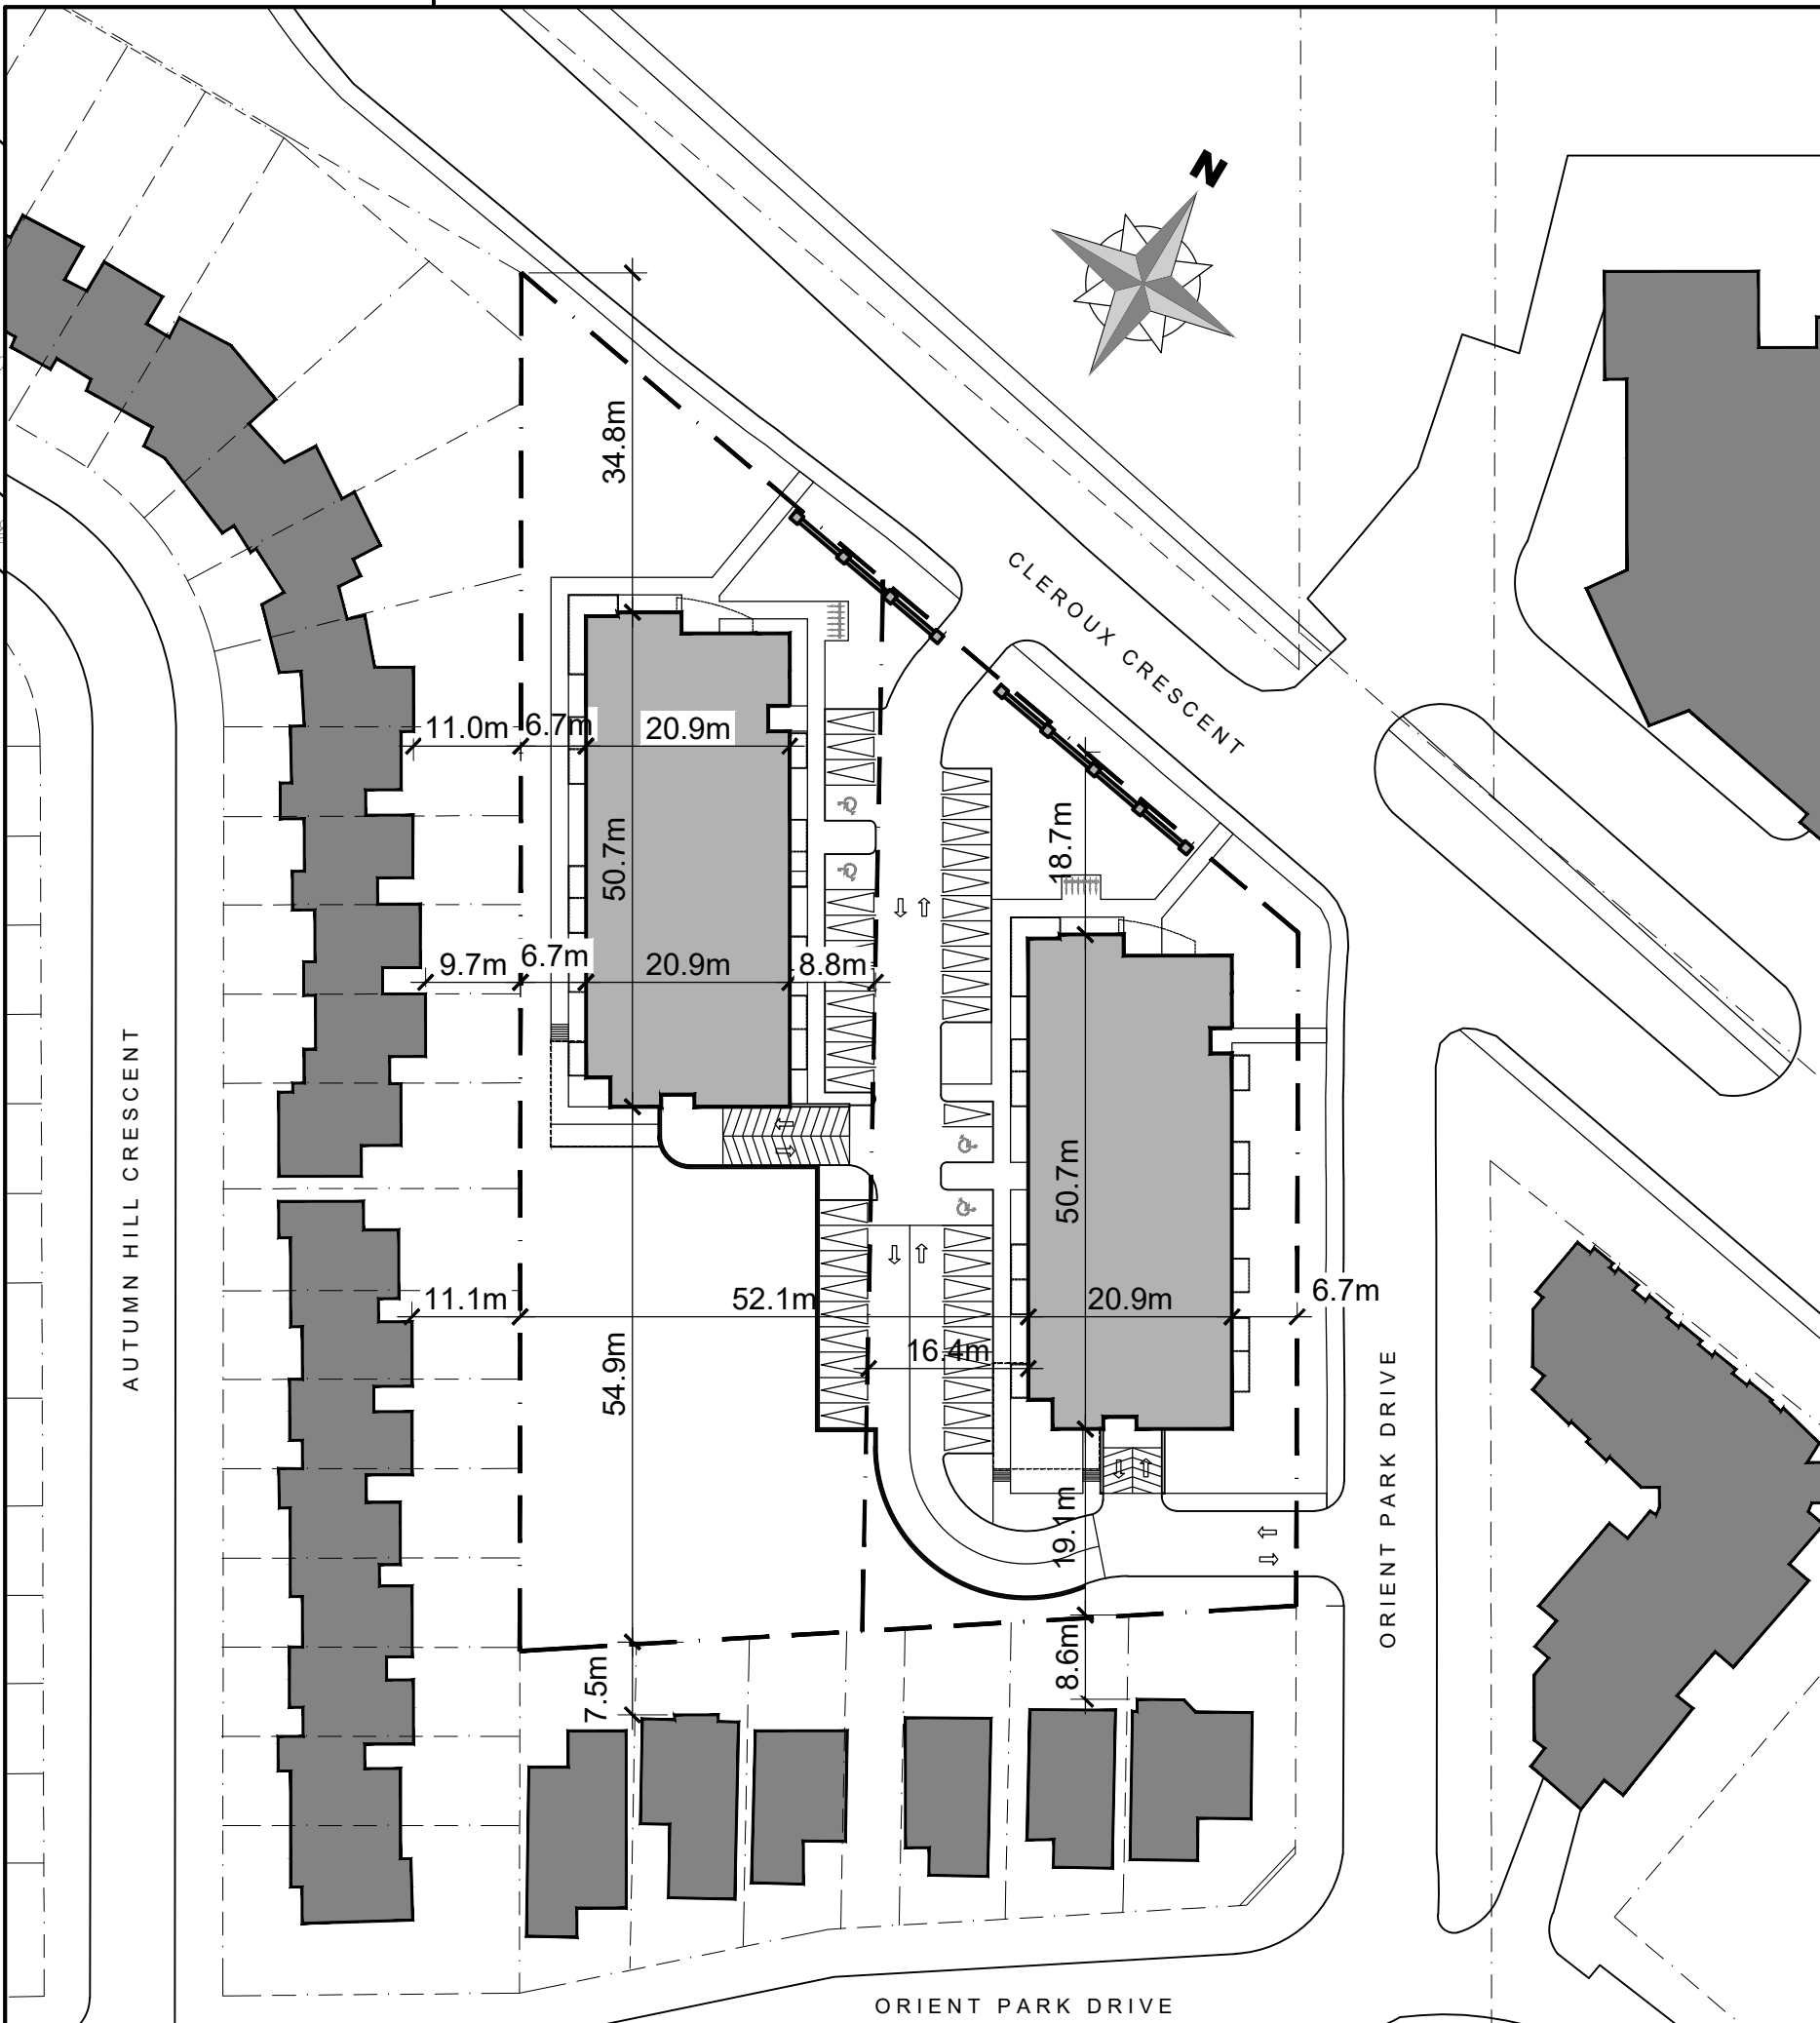 N
34.8m
CLEROUX CRESCENT
11.0m
6.7m
20.9m
50.7m
18.7m
9.7m
6.7m
20.9m
8.8m
AUTUMN HILL CRESCENT
50.7m
11.1m
52.1m
20.9m
6.7m
16.4m
54.9m
ORIENT PARK DRIVE
19.1m
8.6m
7.5m
ORIENT PARK DRIVE